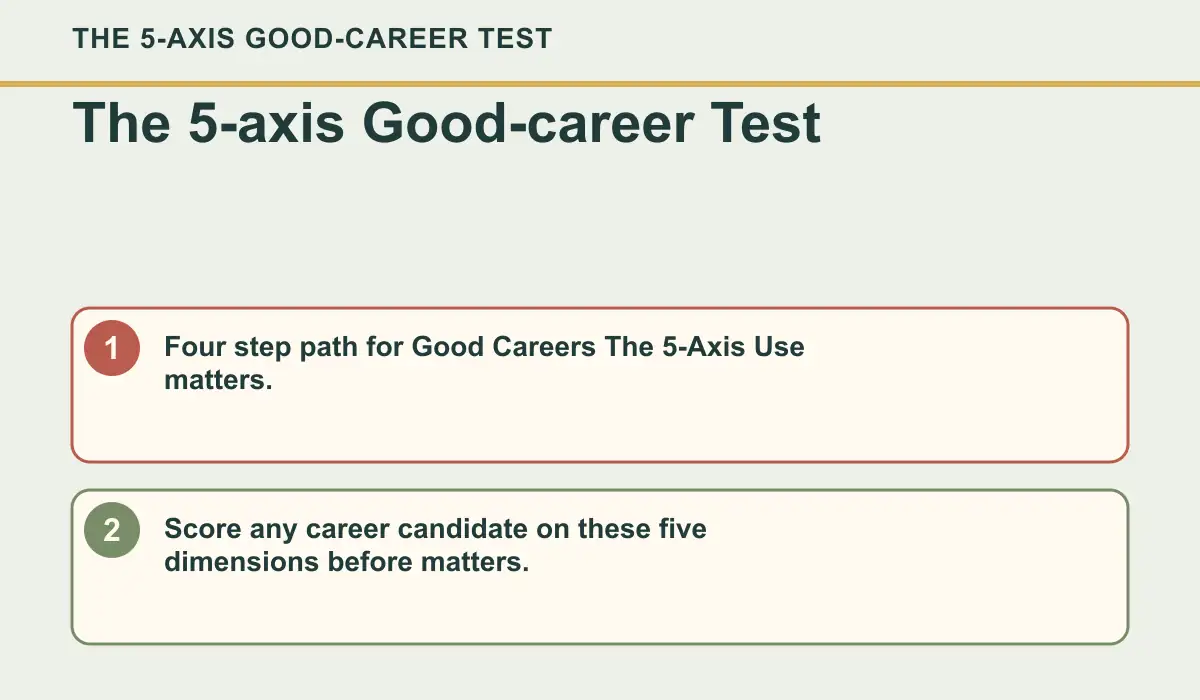 THE 5-AXIS GOOD-CAREER TEST
The 5-axis Good-career Test
1
Four step path for Good Careers The 5-Axis Use
matters.
2
Score any career candidate on these five
dimensions before matters.